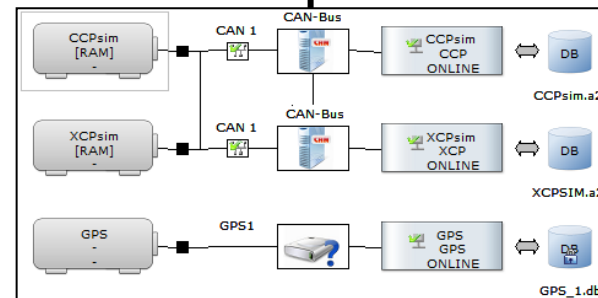 CAN-Bus
CCPsim
[RAM]
-
CAN 1
CCPsim
CCP
ONLINE
DB
CCPsim.a2
CAN-Bus
XCPsim
[RAM]
-
CAN 1
XCPsim
XCP
ONLINE
DB
XCPSIM.a2
GPS
-
-
GPS1
GPS
GPS
ONLINE
DB
GPS_1.db